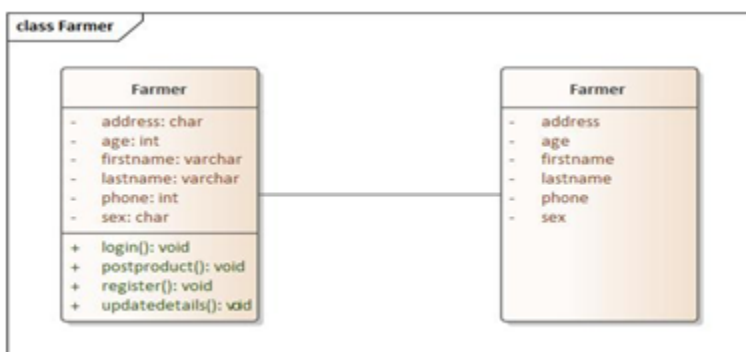 class Farmer
Farmer
- address: char
- age: int
- firstname: varchar
- lastname: varchar
- phone: int
- sex: char
+ login(): void
+ postproduct(): void
+ register(): void
+ updatedetails(): void
Farmer
- address
- age
- firstname
- lastname
- phone
- sex